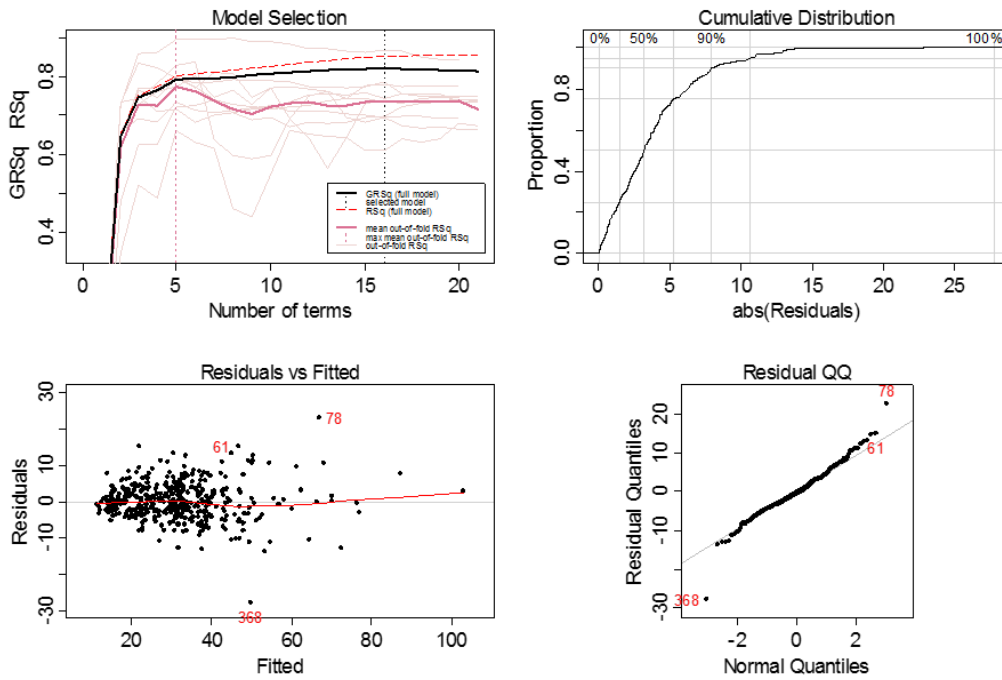 Model Selection
GRSq RSq
0.4 0.6 0.8
GRSq (full model)
selected model
RSq (full model)
mean out-of-fold RSq
max mean out-of-fold RSq
out-of-fold RSq
0 5 10 15 20
Number of terms
Cumulative Distribution
0% 50% 90% 100%
Proportion
0.0 0.4 0.8
0 5 10 15 20 25
abs(Residuals)
Residuals vs Fitted
Residuals
-30 -10 0 10 30
78
61
368
20 40 60 80 100
Fitted
Residual QQ
Residual Quantiles
-30 -10 0 10 20
78
61
368
-2 0 2
Normal Quantiles